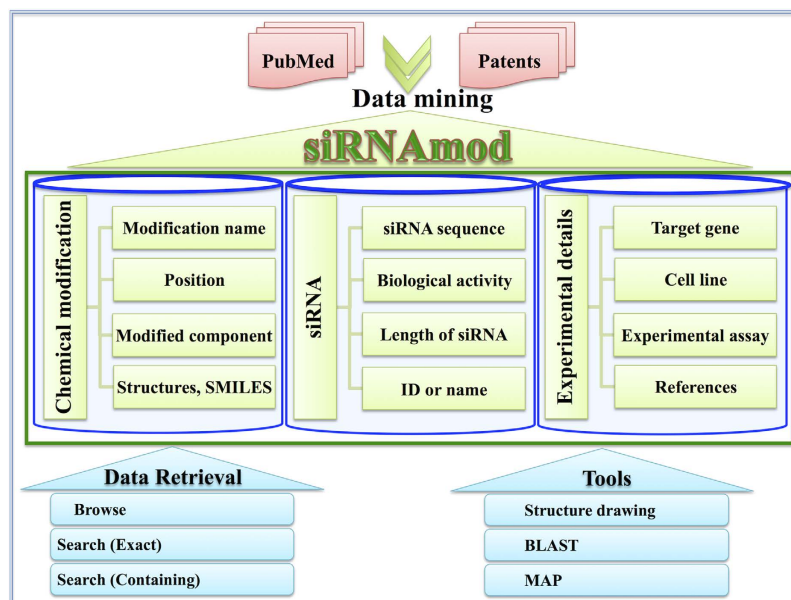 PubMed
Patents
Data mining
siRNAmod
Chemical modification
Modification name
Position
Modified component
Structures, SMILES
siRNA
siRNA sequence
Biological activity
Length of siRNA
ID or name
Experimental details
Target gene
Cell line
Experimental assay
References
Data Retrieval
Browse
Search (Exact)
Search (Containing)
Tools
Structure drawing
BLAST
MAP